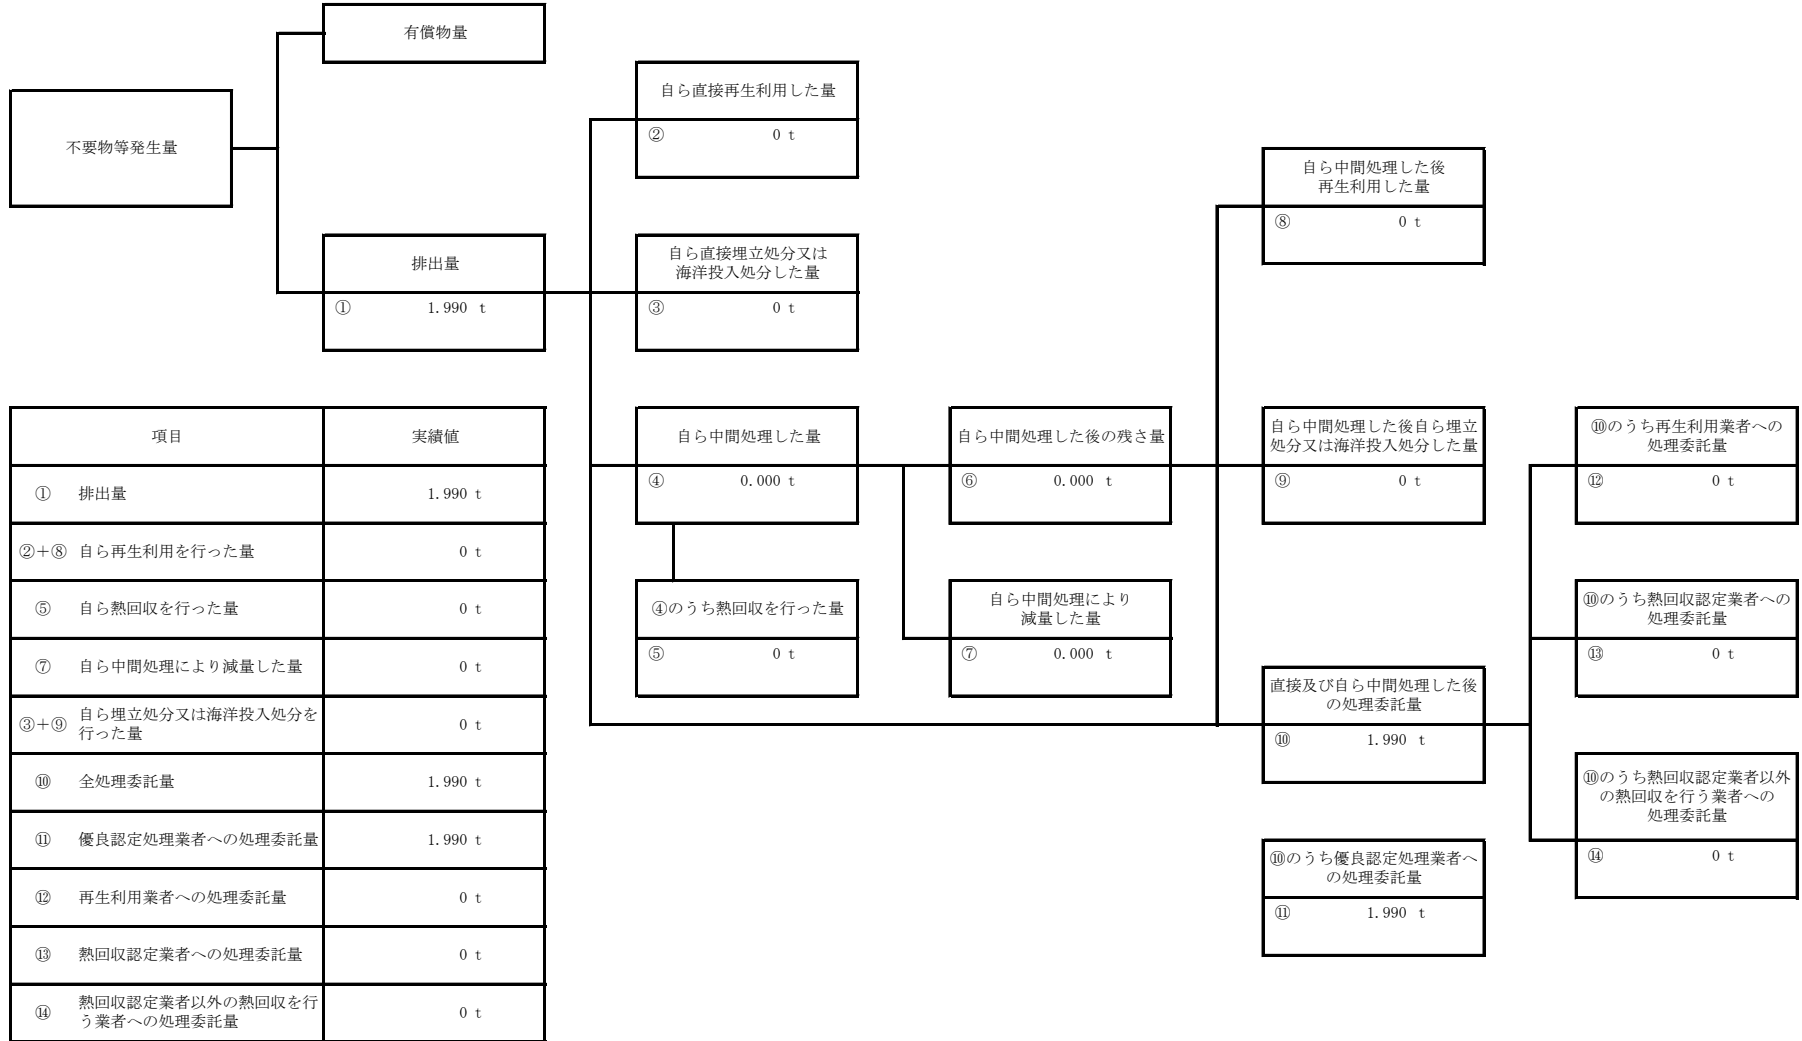 有償物量
不要物等発生量
排出量
① 1.990 t
自ら直接再生利用した量
② 0 t
自ら直接埋立処分又は
海洋投入処分した量
③ 0 t
自ら中間処理した量
④ 0.000 t
④のうち熱回収を行った量
⑤ 0 t
自ら中間処理した後の残さ量
⑥ 0.000 t
自ら中間処理により
減量した量
⑦ 0.000 t
自ら中間処理した後
再生利用した量
⑧ 0 t
自ら中間処理した後自ら埋立
処分又は海洋投入処分した量
⑨ 0 t
直接及び自ら中間処理した後
の処理委託量
⑩ 1.990 t
⑩のうち優良認定処理業者へ
の処理委託量
⑪ 1.990 t
⑩のうち再生利用業者への
処理委託量
⑫ 0 t
⑩のうち熱回収認定業者への
処理委託量
⑬ 0 t
⑩のうち熱回収認定業者以外
の熱回収を行う業者への
処理委託量
⑭ 0 t
項目 実績値
① 排出量 1.990 t
②+⑧ 自ら再生利用を行った量 0 t
⑤ 自ら熱回収を行った量 0 t
⑦ 自ら中間処理により減量した量 0 t
③+⑨ 自ら埋立処分又は海洋投入処分を
行った量 0 t
⑩ 全処理委託量 1.990 t
⑪ 優良認定処理業者への処理委託量 1.990 t
⑫ 再生利用業者への処理委託量 0 t
⑬ 熱回収認定業者への処理委託量 0 t
⑭ 熱回収認定業者以外の熱回収を行
う業者への処理委託量 0 t